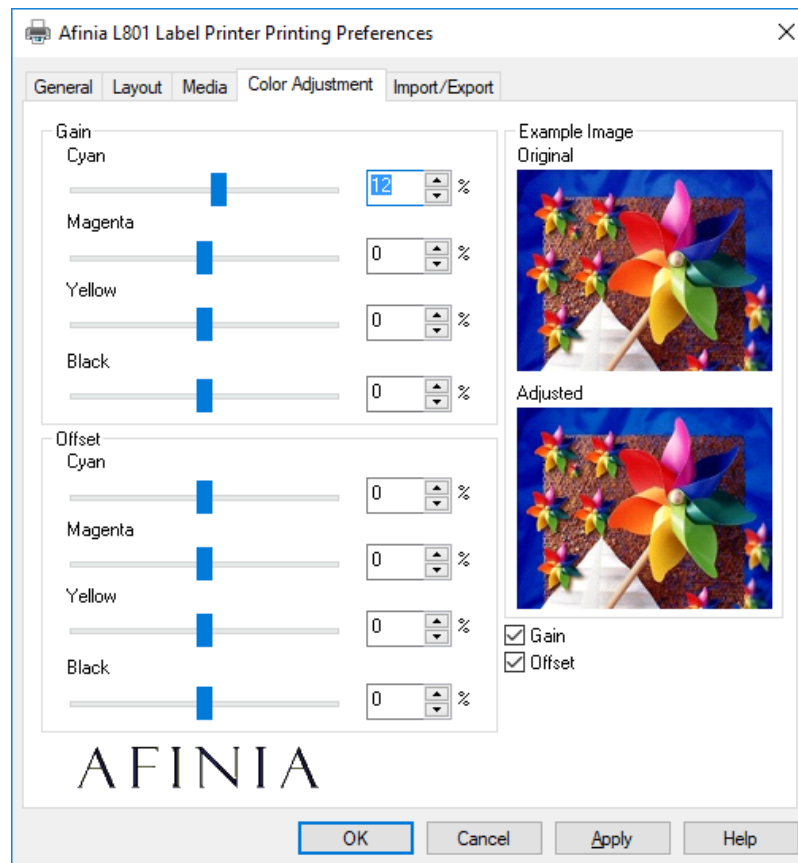 Afinia L801 Label Printer Printing Preferences
General Layout Media Color Adjustment Import/Export
Gain
Cyan
12 %
Magenta
0 %
Yellow
0 %
Black
0 %
Offset
Cyan
0 %
Magenta
0 %
Yellow
0 %
Black
0 %
Example Image
Original
Adjusted
Gain
Offset
AFINIA
OK Cancel Apply Help